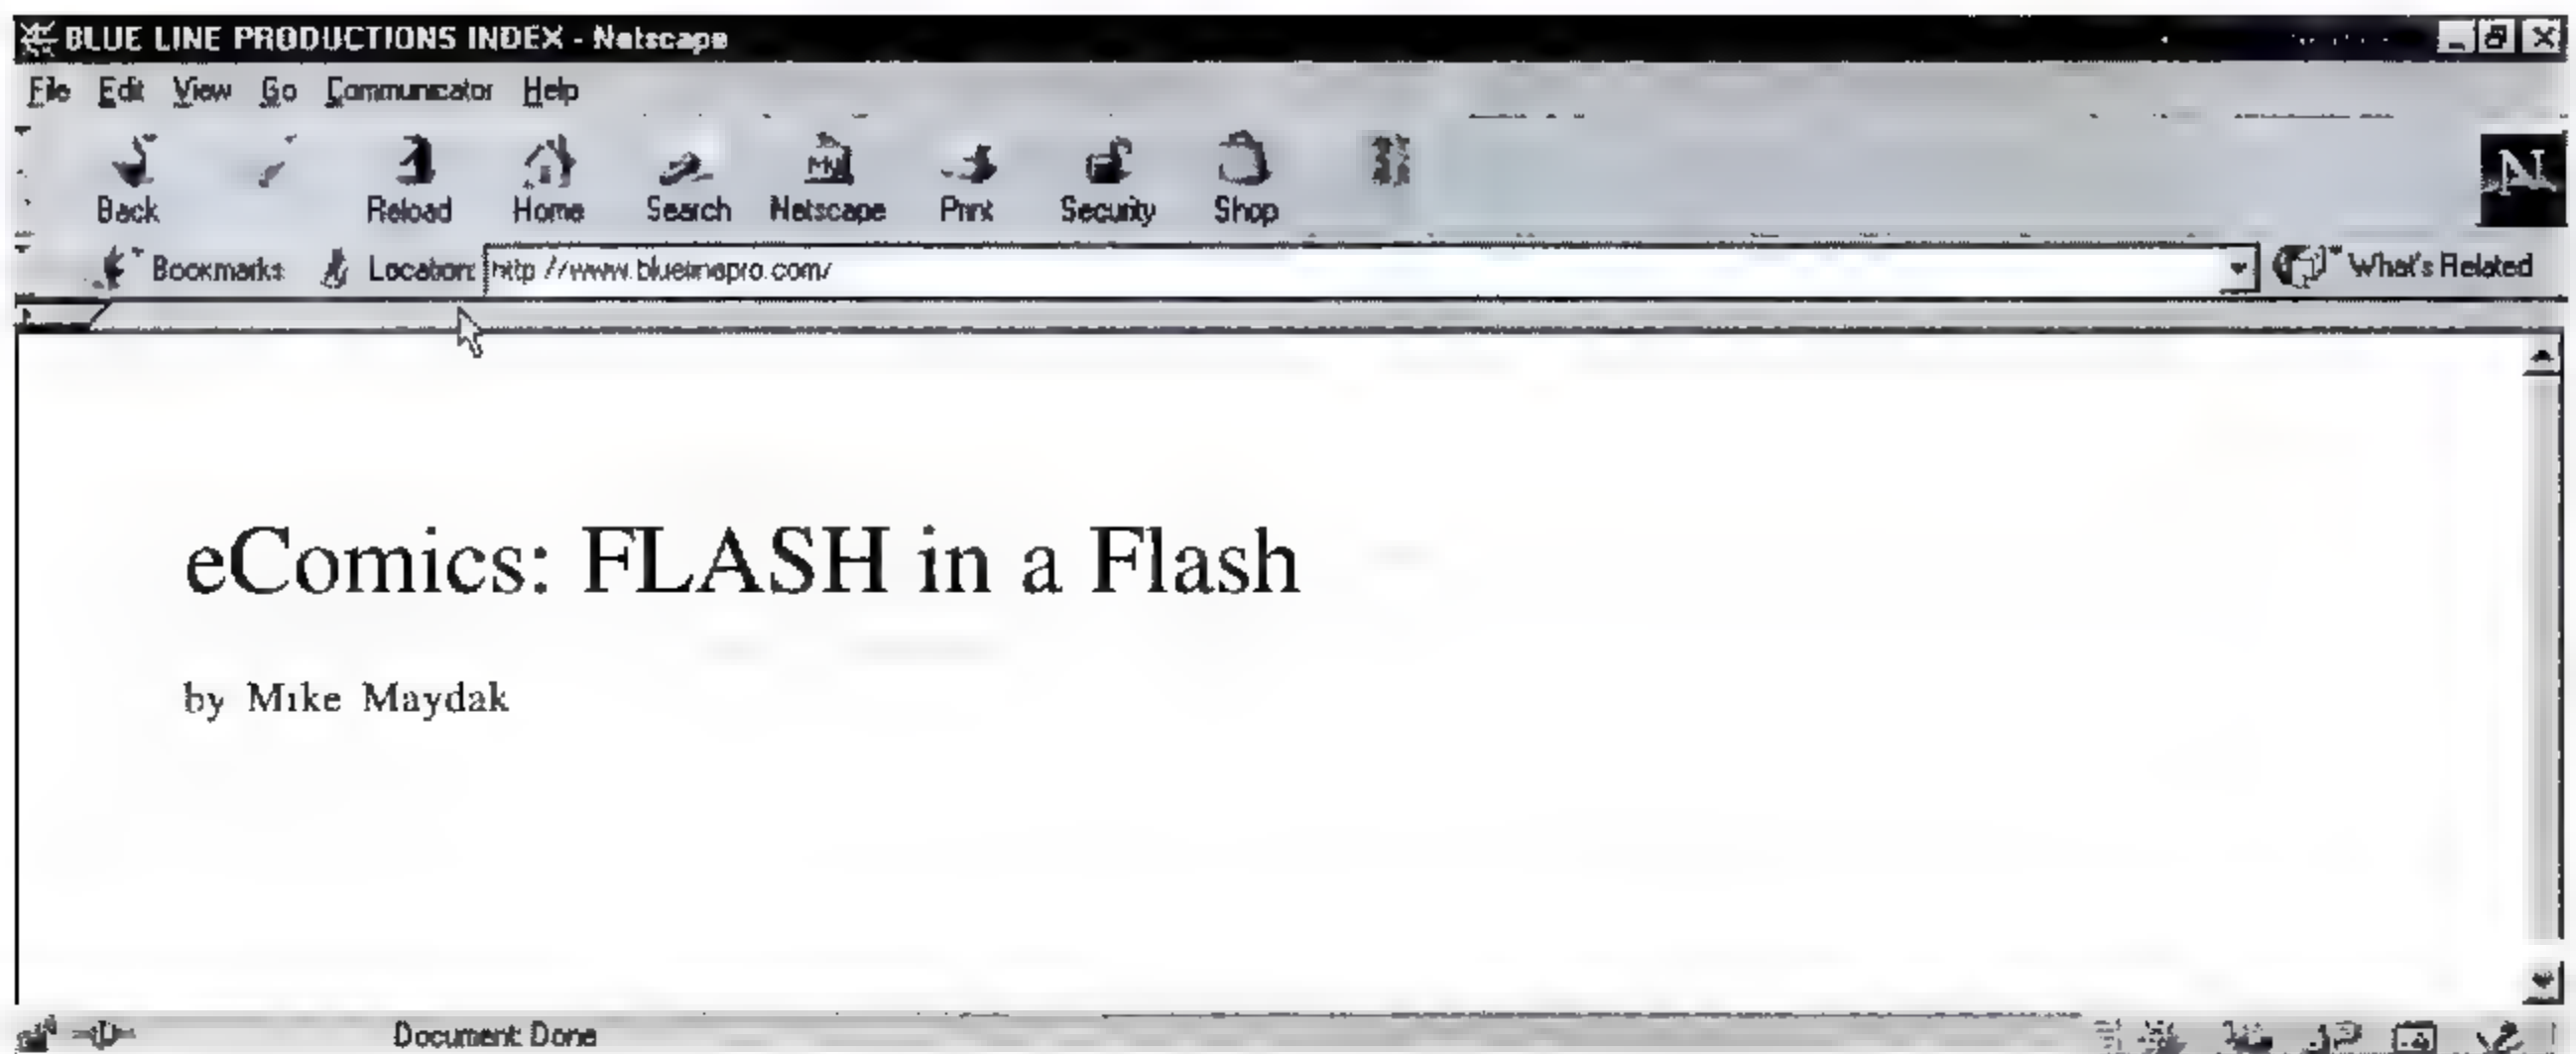 BLUE LINE PRODUCTIONS INDEX - Netscape
File Edit View Go Communicator Help
My N
Back Reload Home Search Netscape Print Security Shop
Bookmarks Location: http://www.bluelinepro.com/ What's Related
eComics: FLASH in a Flash
by Mike Maydak
Document: Done